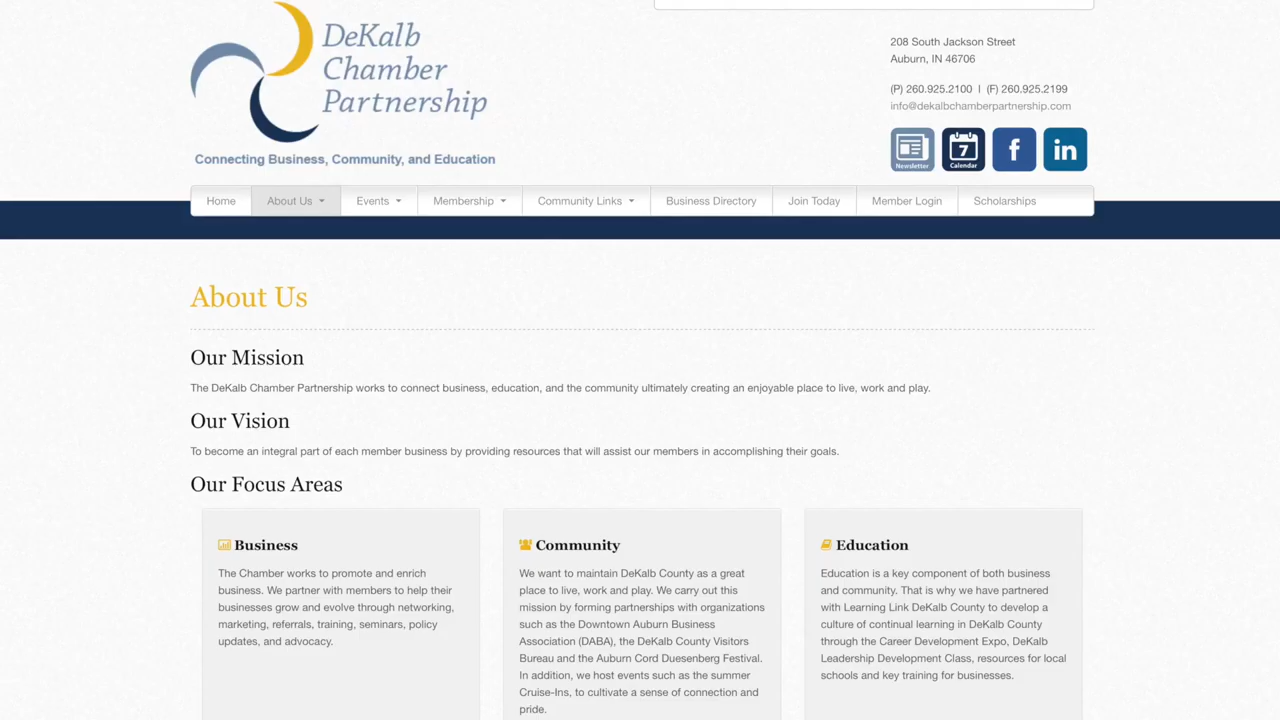 DeKalb
Chamber
Partnership
Connecting Business, Community, and Education
208 South Jackson Street
Auburn, IN 46706
(P) 260.925.2100 | (F) 260.925.2199
info@dekalbchamberpartnership.com
Newsletter
7
Calendar
f
in
Home About Us Events Membership Community Links Business Directory Join Today Member Login Scholarships
About Us
Our Mission
The DeKalb Chamber Partnership works to connect business, education, and the community ultimately creating an enjoyable place to live, work and play.
Our Vision
To become an integral part of each member business by providing resources that will assist our members in accomplishing their goals.
Our Focus Areas
Business
The Chamber works to promote and enrich
business. We partner with members to help their
businesses grow and evolve through networking,
marketing, referrals, training, seminars, policy
updates, and advocacy.
Community
We want to maintain DeKalb County as a great
place to live, work and play. We carry out this
mission by forming partnerships with organizations
such as the Downtown Auburn Business
Association (DABA), the DeKalb County Visitors
Bureau and the Auburn Cord Duesenberg Festival.
In addition, we host events such as the summer
Cruise-Ins, to cultivate a sense of connection and
pride.
Education
Education is a key component of both business
and community. That is why we have partnered
with Learning Link DeKalb County to develop a
culture of continual learning in DeKalb County
through the Career Development Expo, DeKalb
Leadership Development Class, resources for local
schools and key training for businesses.